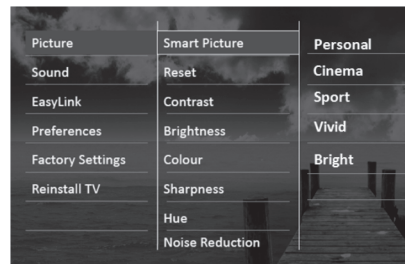 Picture
Sound
EasyLink
Preferences
Factory Settings
Reinstall TV
Smart Picture
Reset
Contrast
Brightness
Colour
Sharpness
Hue
Noise Reduction
Personal
Cinema
Sport
Vivid
Bright